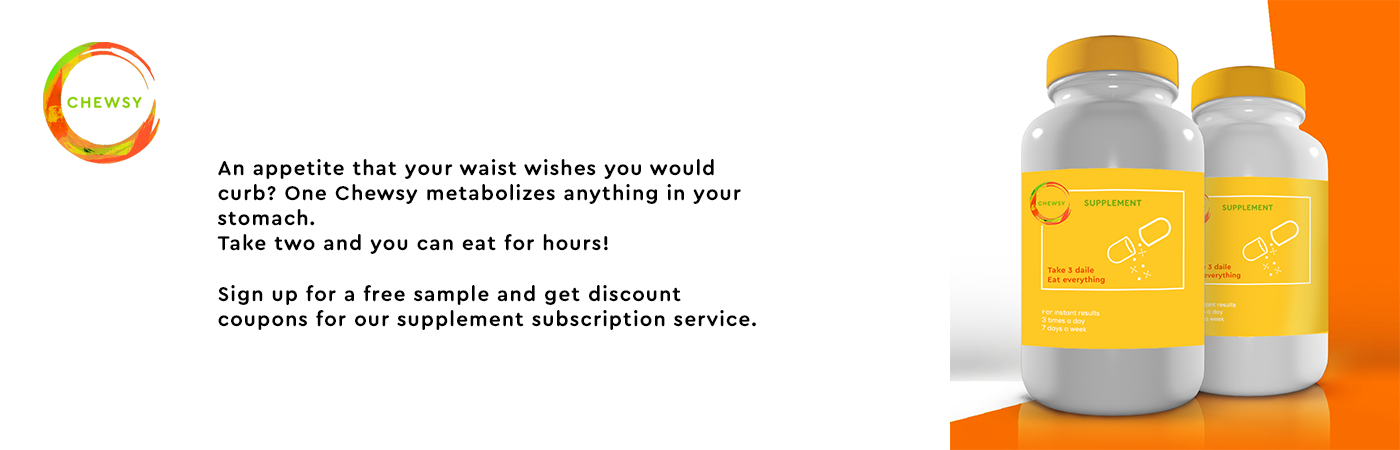 CHEWSY
An appetite that your waist wishes you would
curb? One Chewsy metabolizes anything in your
stomach.
Take two and you can eat for hours!
Sign up for a free sample and get discount
coupons for our supplement subscription service.
CHEWSY
SUPPLEMENT
Take 3 daile
Eat everything
For instant results
3 times a day
7 days a week
SUPPLEMENT
3 daile
everything
results
day
week